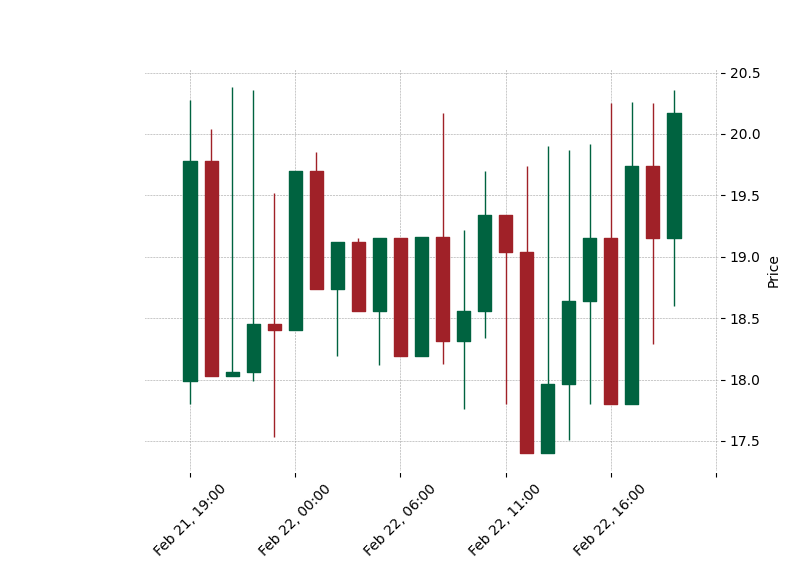 20.5
20.0
19.5
19.0
18.5
18.0
17.5
Price
Feb 21, 19:00
Feb 22, 00:00
Feb 22, 06:00
Feb 22, 11:00
Feb 22, 16:00